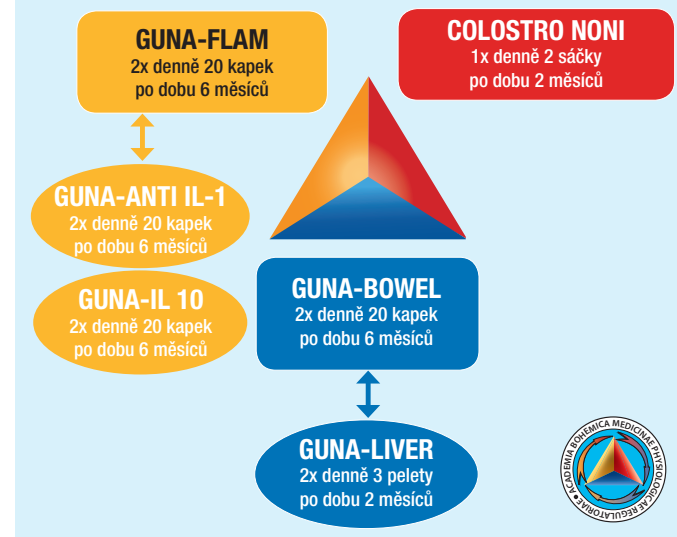 GUNA-FLAM
2x denně 20 kapek
po dobu 6 měsíců
COLOSTRO NONI
1x denně 2 sáčky
po dobu 2 měsíců
GUNA-ANTI IL-1
2x denně 20 kapek
po dobu 6 měsíců
GUNA-IL 10
2x denně 20 kapek
po dobu 6 měsíců
GUNA-BOWEL
2x denně 20 kapek
po dobu 6 měsíců
GUNA-LIVER
2x denně 3 pelety
po dobu 2 měsíců
ACADEMIA BOHEMICA MEDICINAE PHYSIOLOGICAE REGULATORIAE